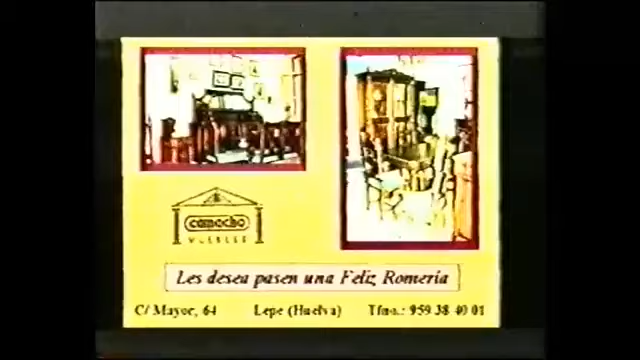 camacho
MUEBLES
Les desea pasen una Feliz Romería
C/ Mayor, 64 Lepe (Huelva) Tfno.: 959 38 40 01